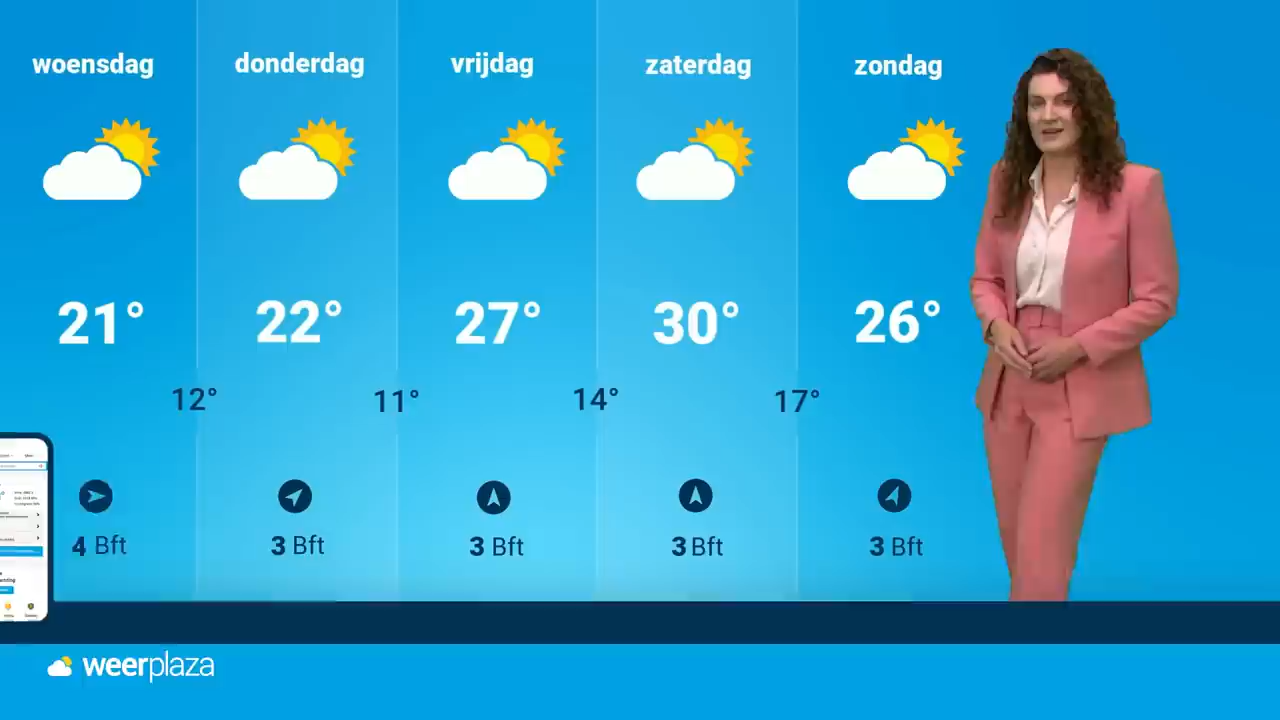 woensdag donderdag vrijdag zaterdag zondag
21° 22° 27° 30° 26°
12° 11° 14° 17°
4 Bft 3 Bft 3 Bft 3 Bft 3 Bft
weerplaza